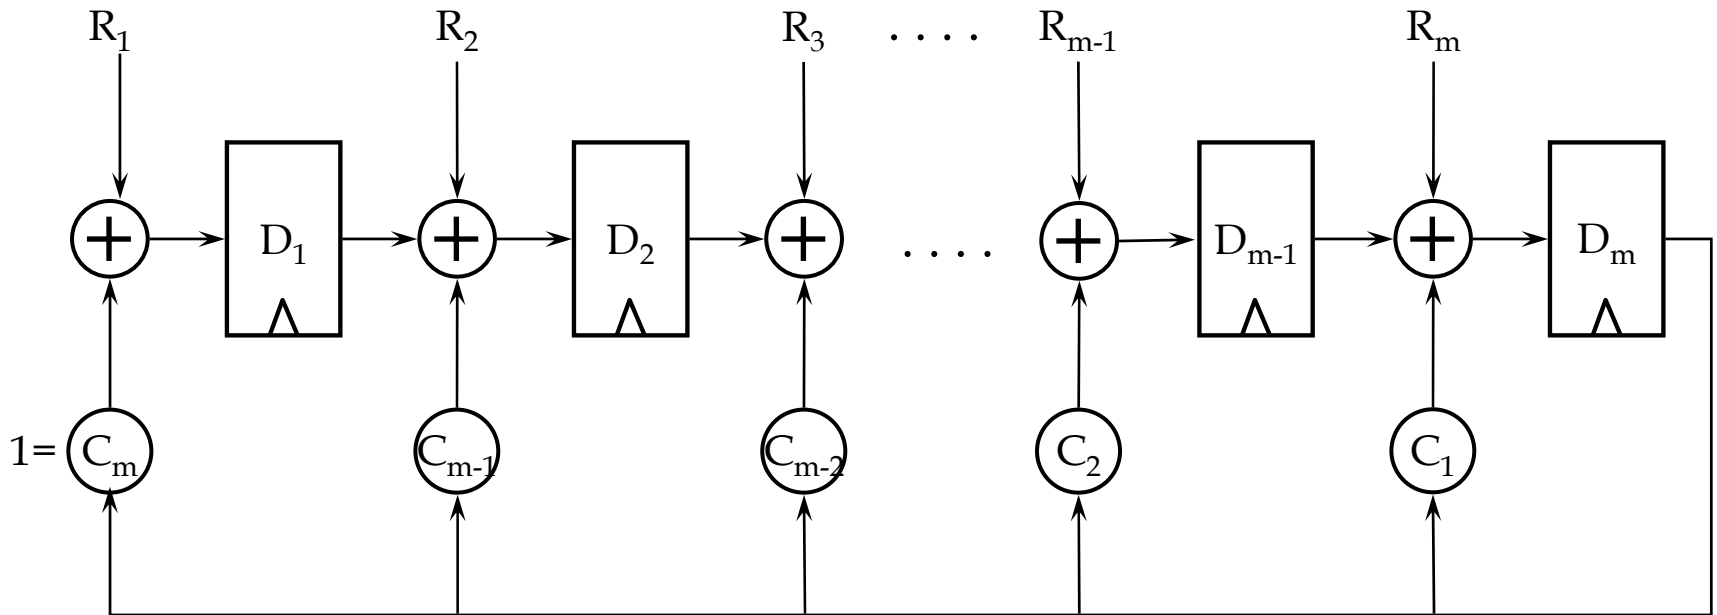 R₁ R₂ R₃ . . . . Rₘ₋₁ Rₘ
+ D₁ + D₂ + . . . . + Dₘ₋₁ + Dₘ
1= Cₘ Cₘ₋₁ Cₘ₋₂ C₂ C₁